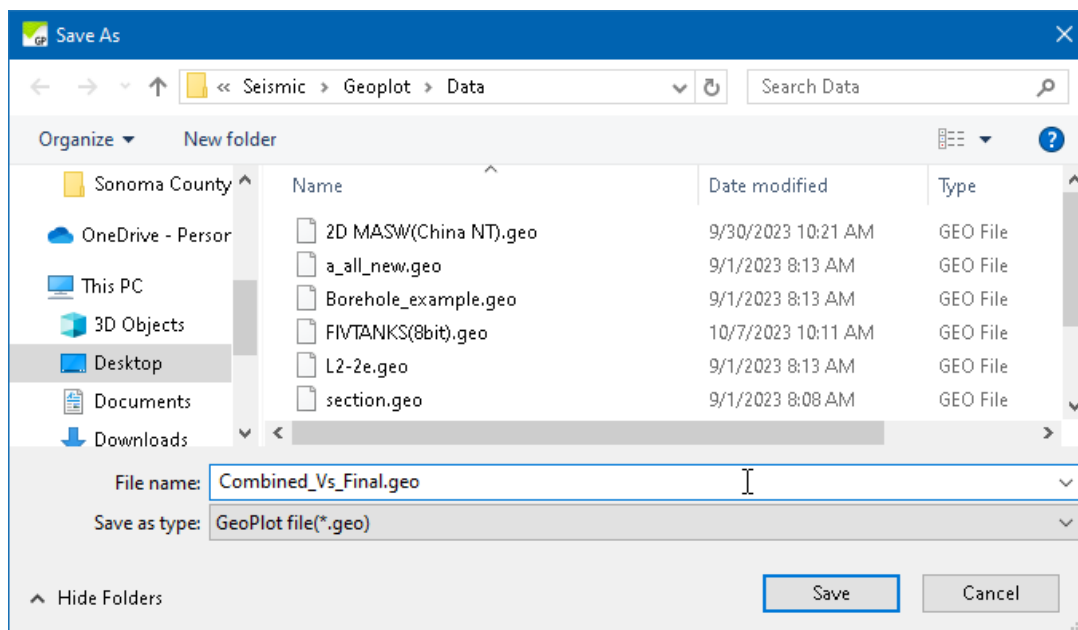 GP Save As
« Seismic > Geoplot > Data Search Data
Organize New folder ?
Name Date modified Type
Sonoma County
OneDrive - Person
This PC
3D Objects
Desktop
Documents
Downloads
2D MASW(China NT).geo 9/30/2023 10:21 AM GEO File
a_all_new.geo 9/1/2023 8:13 AM GEO File
Borehole_example.geo 9/1/2023 8:13 AM GEO File
FIVTANKS(8bit).geo 10/7/2023 10:11 AM GEO File
L2-2e.geo 9/1/2023 8:13 AM GEO File
section.geo 9/1/2023 8:08 AM GEO File
File name: Combined_Vs_Final.geo
Save as type: GeoPlot file(*.geo)
Hide Folders Save Cancel